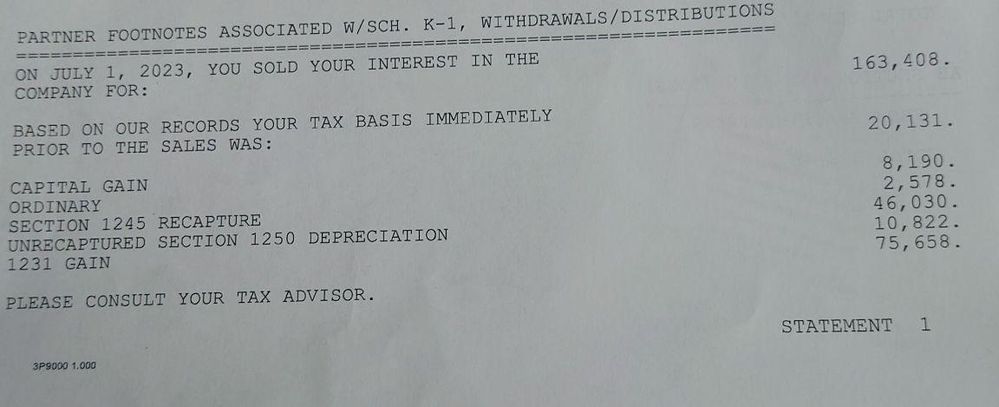 PARTNER FOOTNOTES ASSOCIATED W/SCH. K-1, WITHDRAWALS/DISTRIBUTIONS
ON JULY 1, 2023, YOU SOLD YOUR INTEREST IN THE 163,408.
COMPANY FOR:
BASED ON OUR RECORDS YOUR TAX BASIS IMMEDIATELY 20,131.
PRIOR TO THE SALES WAS:
CAPITAL GAIN 8,190.
ORDINARY 2,578.
SECTION 1245 RECAPTURE 46,030.
UNRECAPTURED SECTION 1250 DEPRECIATION 10,822.
1231 GAIN 75,658.
PLEASE CONSULT YOUR TAX ADVISOR.
STATEMENT 1
3P9000 1.000